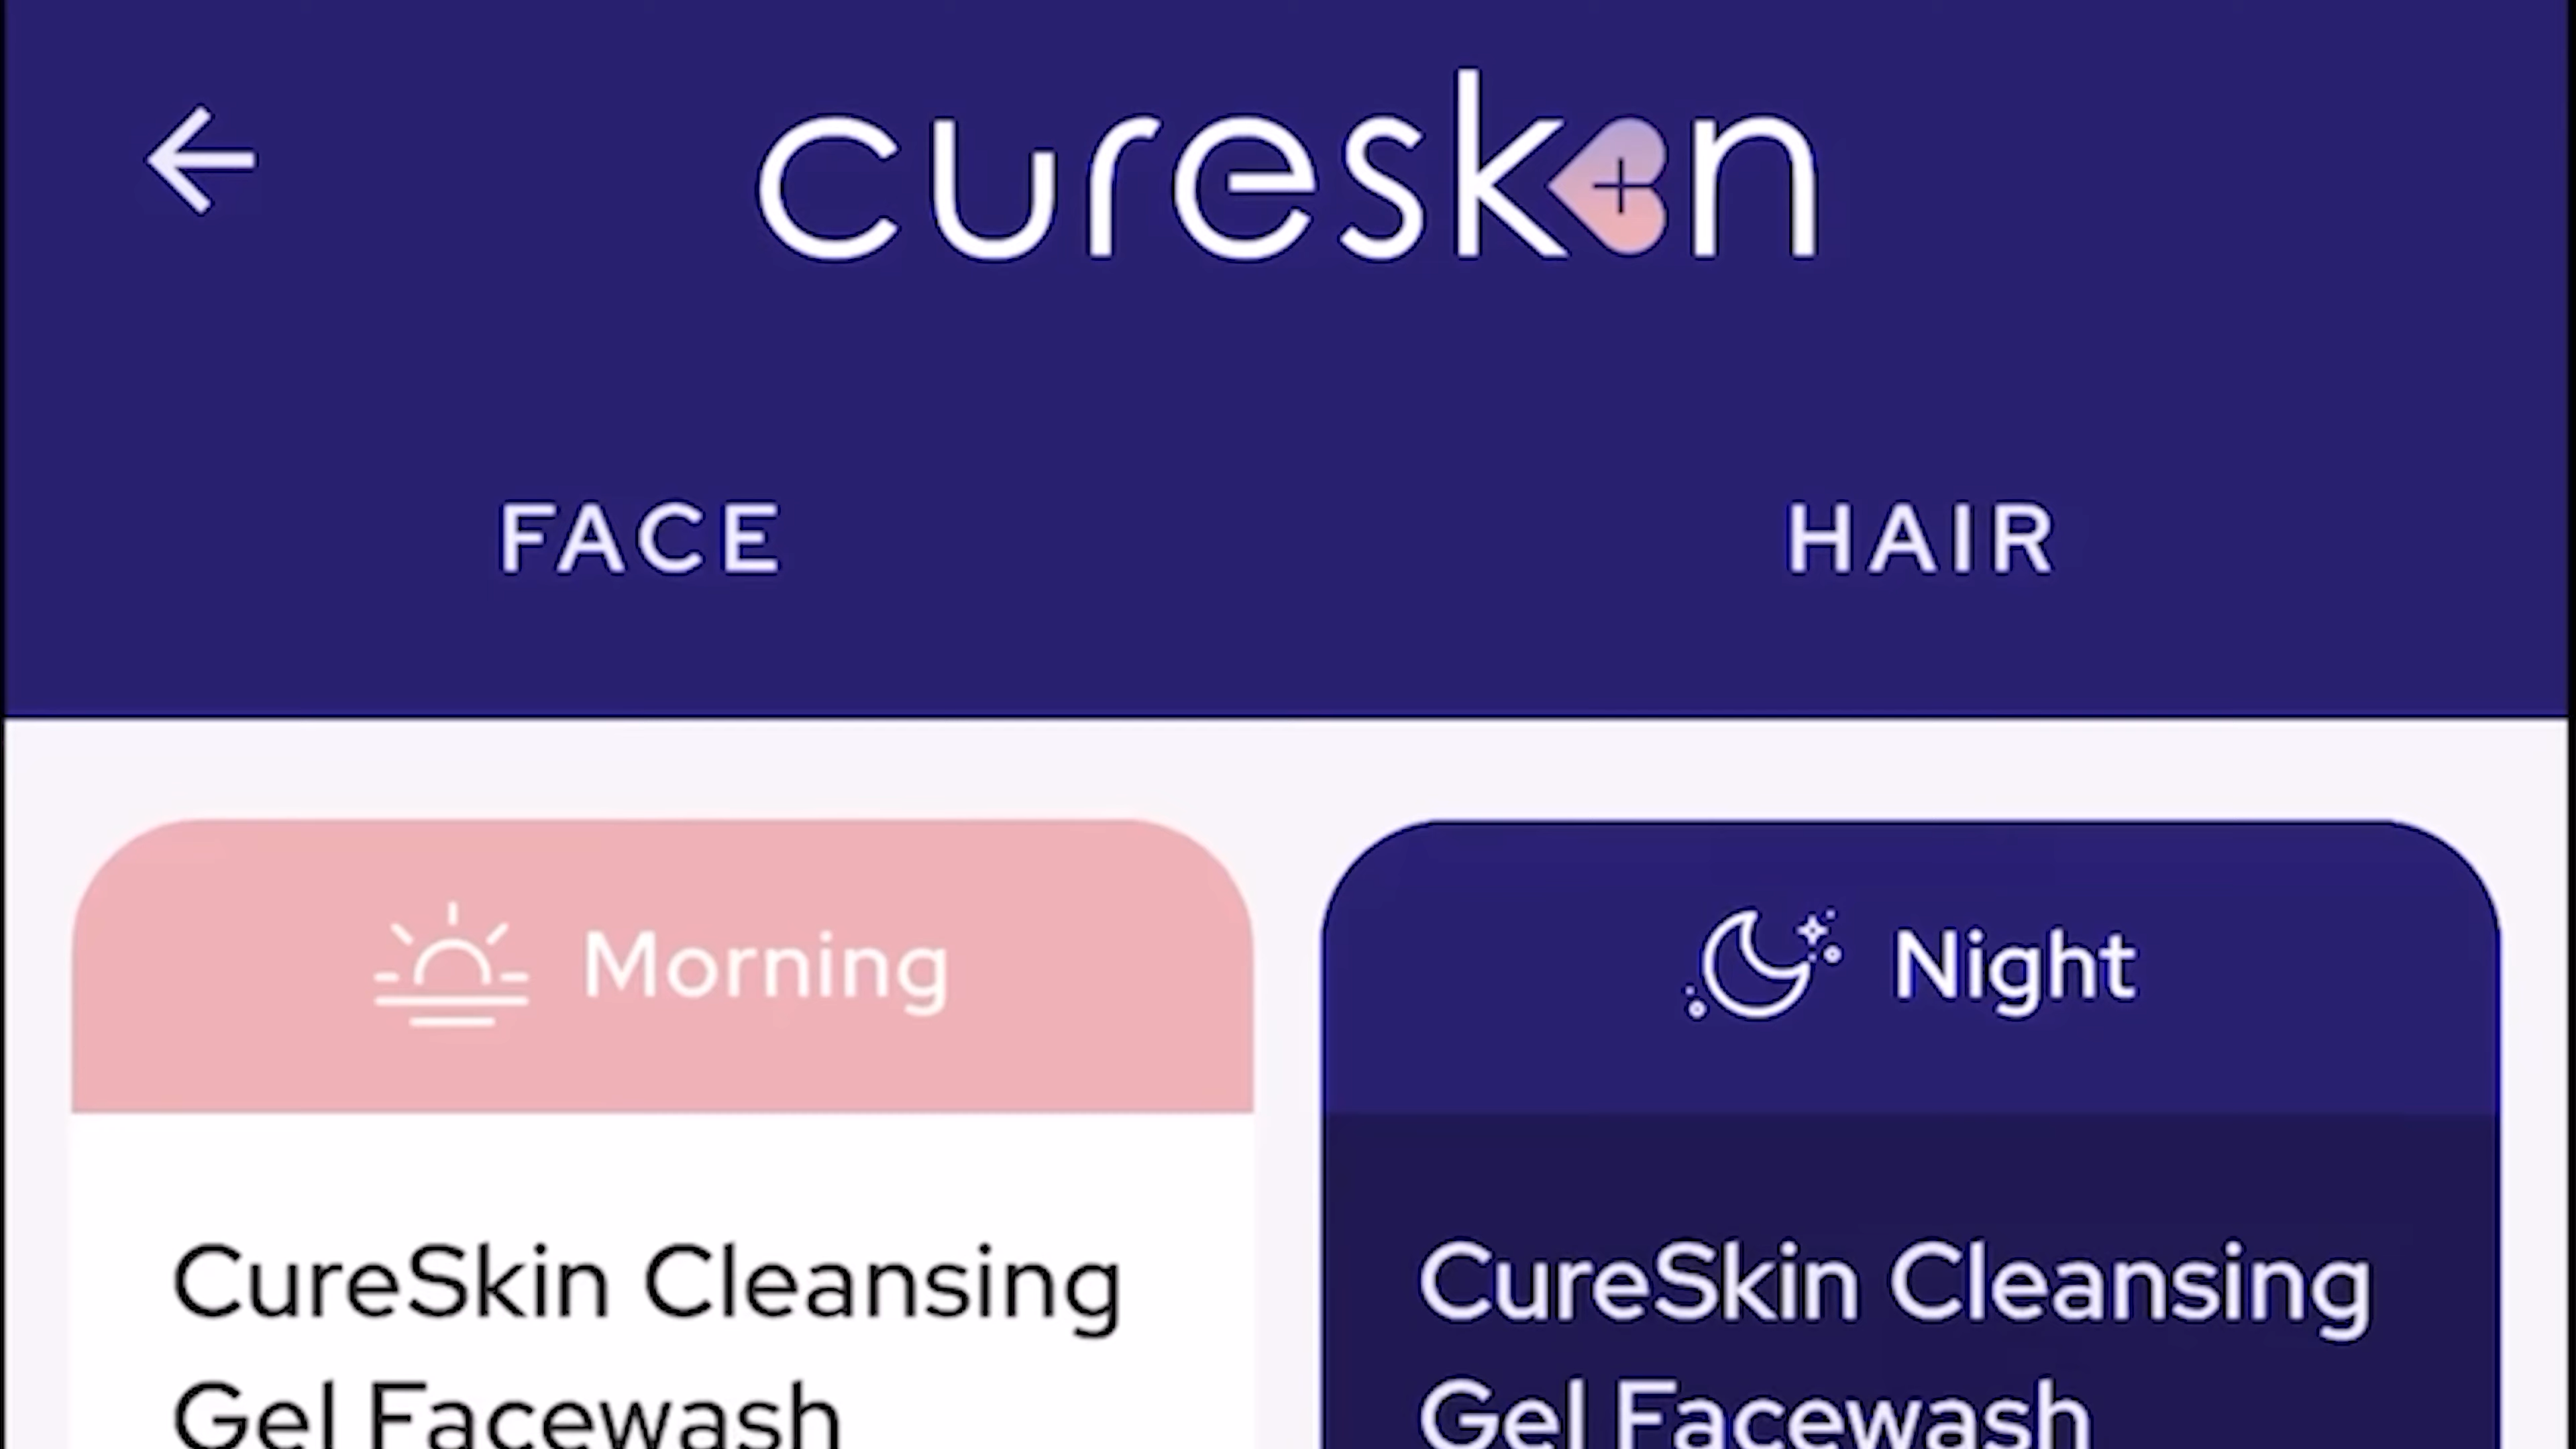 cureskin
FACE
HAIR
Morning
CureSkin Cleansing
Gel Facewash
Night
CureSkin Cleansing
Gel Facewash